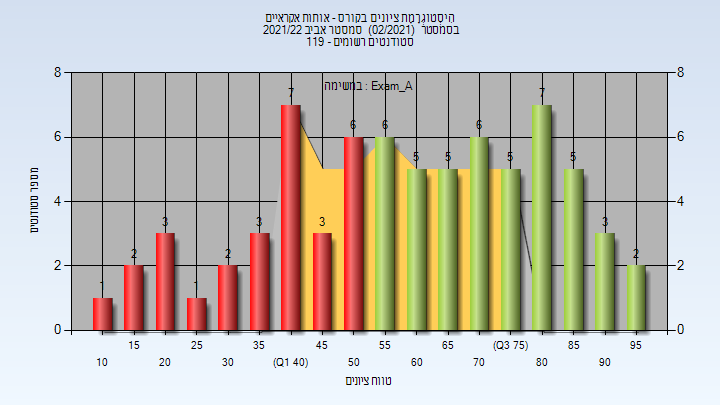 היסטוגרמת ציונים בקורס - אותות אקראיים
בסמסטר (02/2021) סמסטר אביב 2021/22
סטודנטים רשומים - 119
במשימה : Exam_A
8 8
6 6
4 4
2 2
0 0
מספר סטודנטים
1 2 3 1 2 3 7 3 6 6 5 5 6 5 7 5 3 2
15 25 35 45 55 65 (Q3 75) 85 95
10 20 30 (Q1 40) 50 60 70 80 90
טווח ציונים